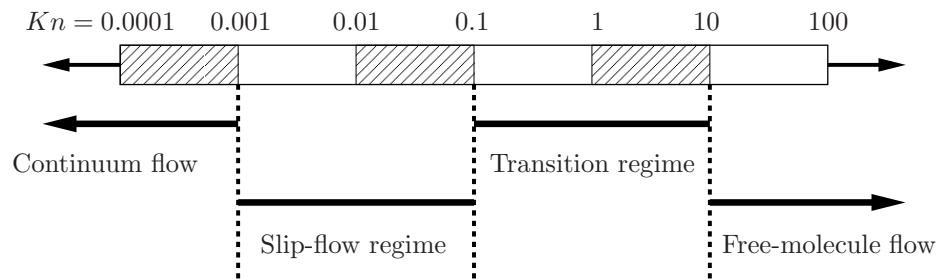 Kn = 0.0001 0.001 0.01 0.1 1 10 100
Continuum flow
Transition regime
Slip-flow regime
Free-molecule flow